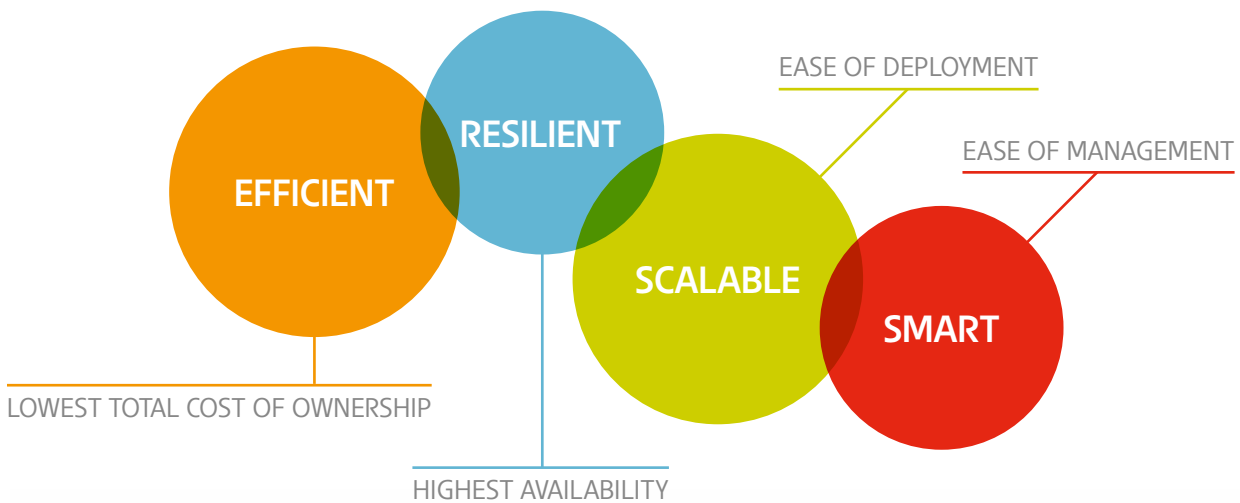 EFFICIENT
LOWEST TOTAL COST OF OWNERSHIP
RESILIENT
HIGHEST AVAILABILITY
SCALABLE
EASE OF DEPLOYMENT
SMART
EASE OF MANAGEMENT